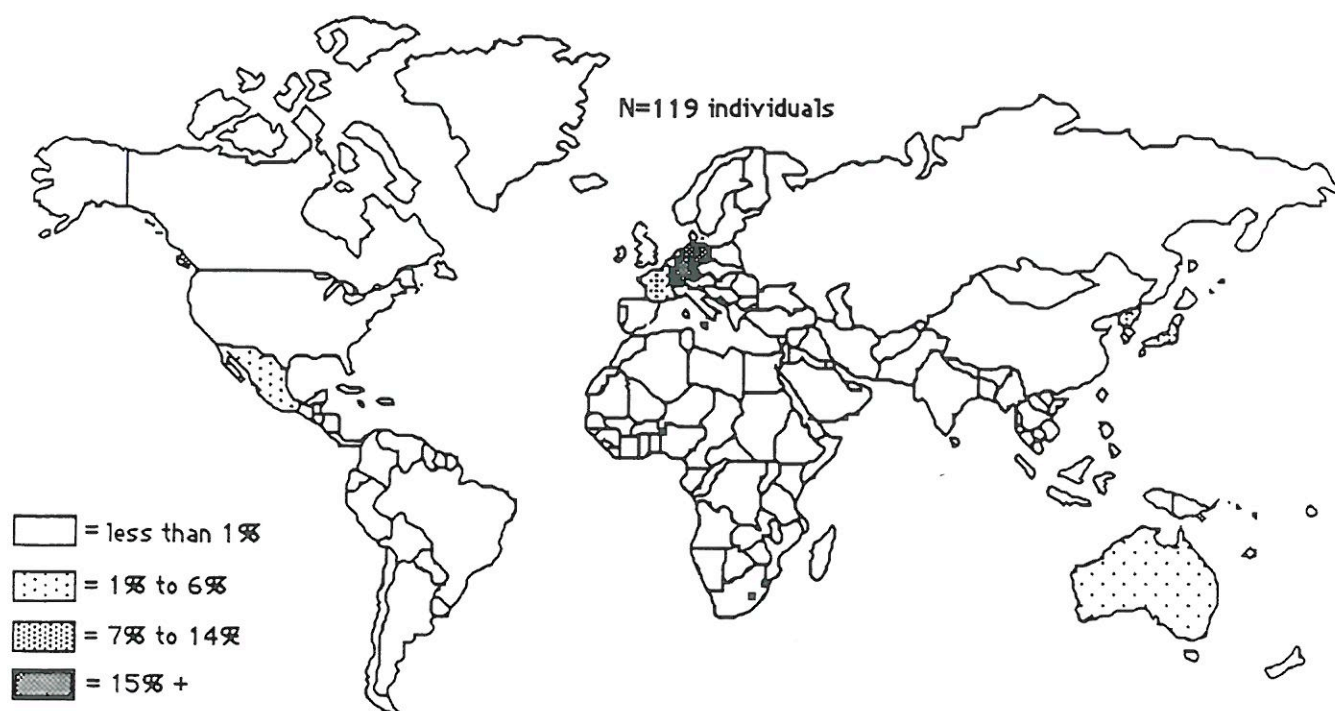 N=119 individuals
= less than 1%
= 1% to 6%
= 7% to 14%
= 15% +